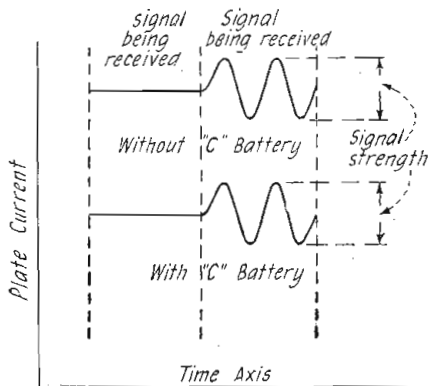 signal
being
received
Signal
being received
Without "C" Battery
Signal
strength
With "C" Battery
Plate Current
Time Axis